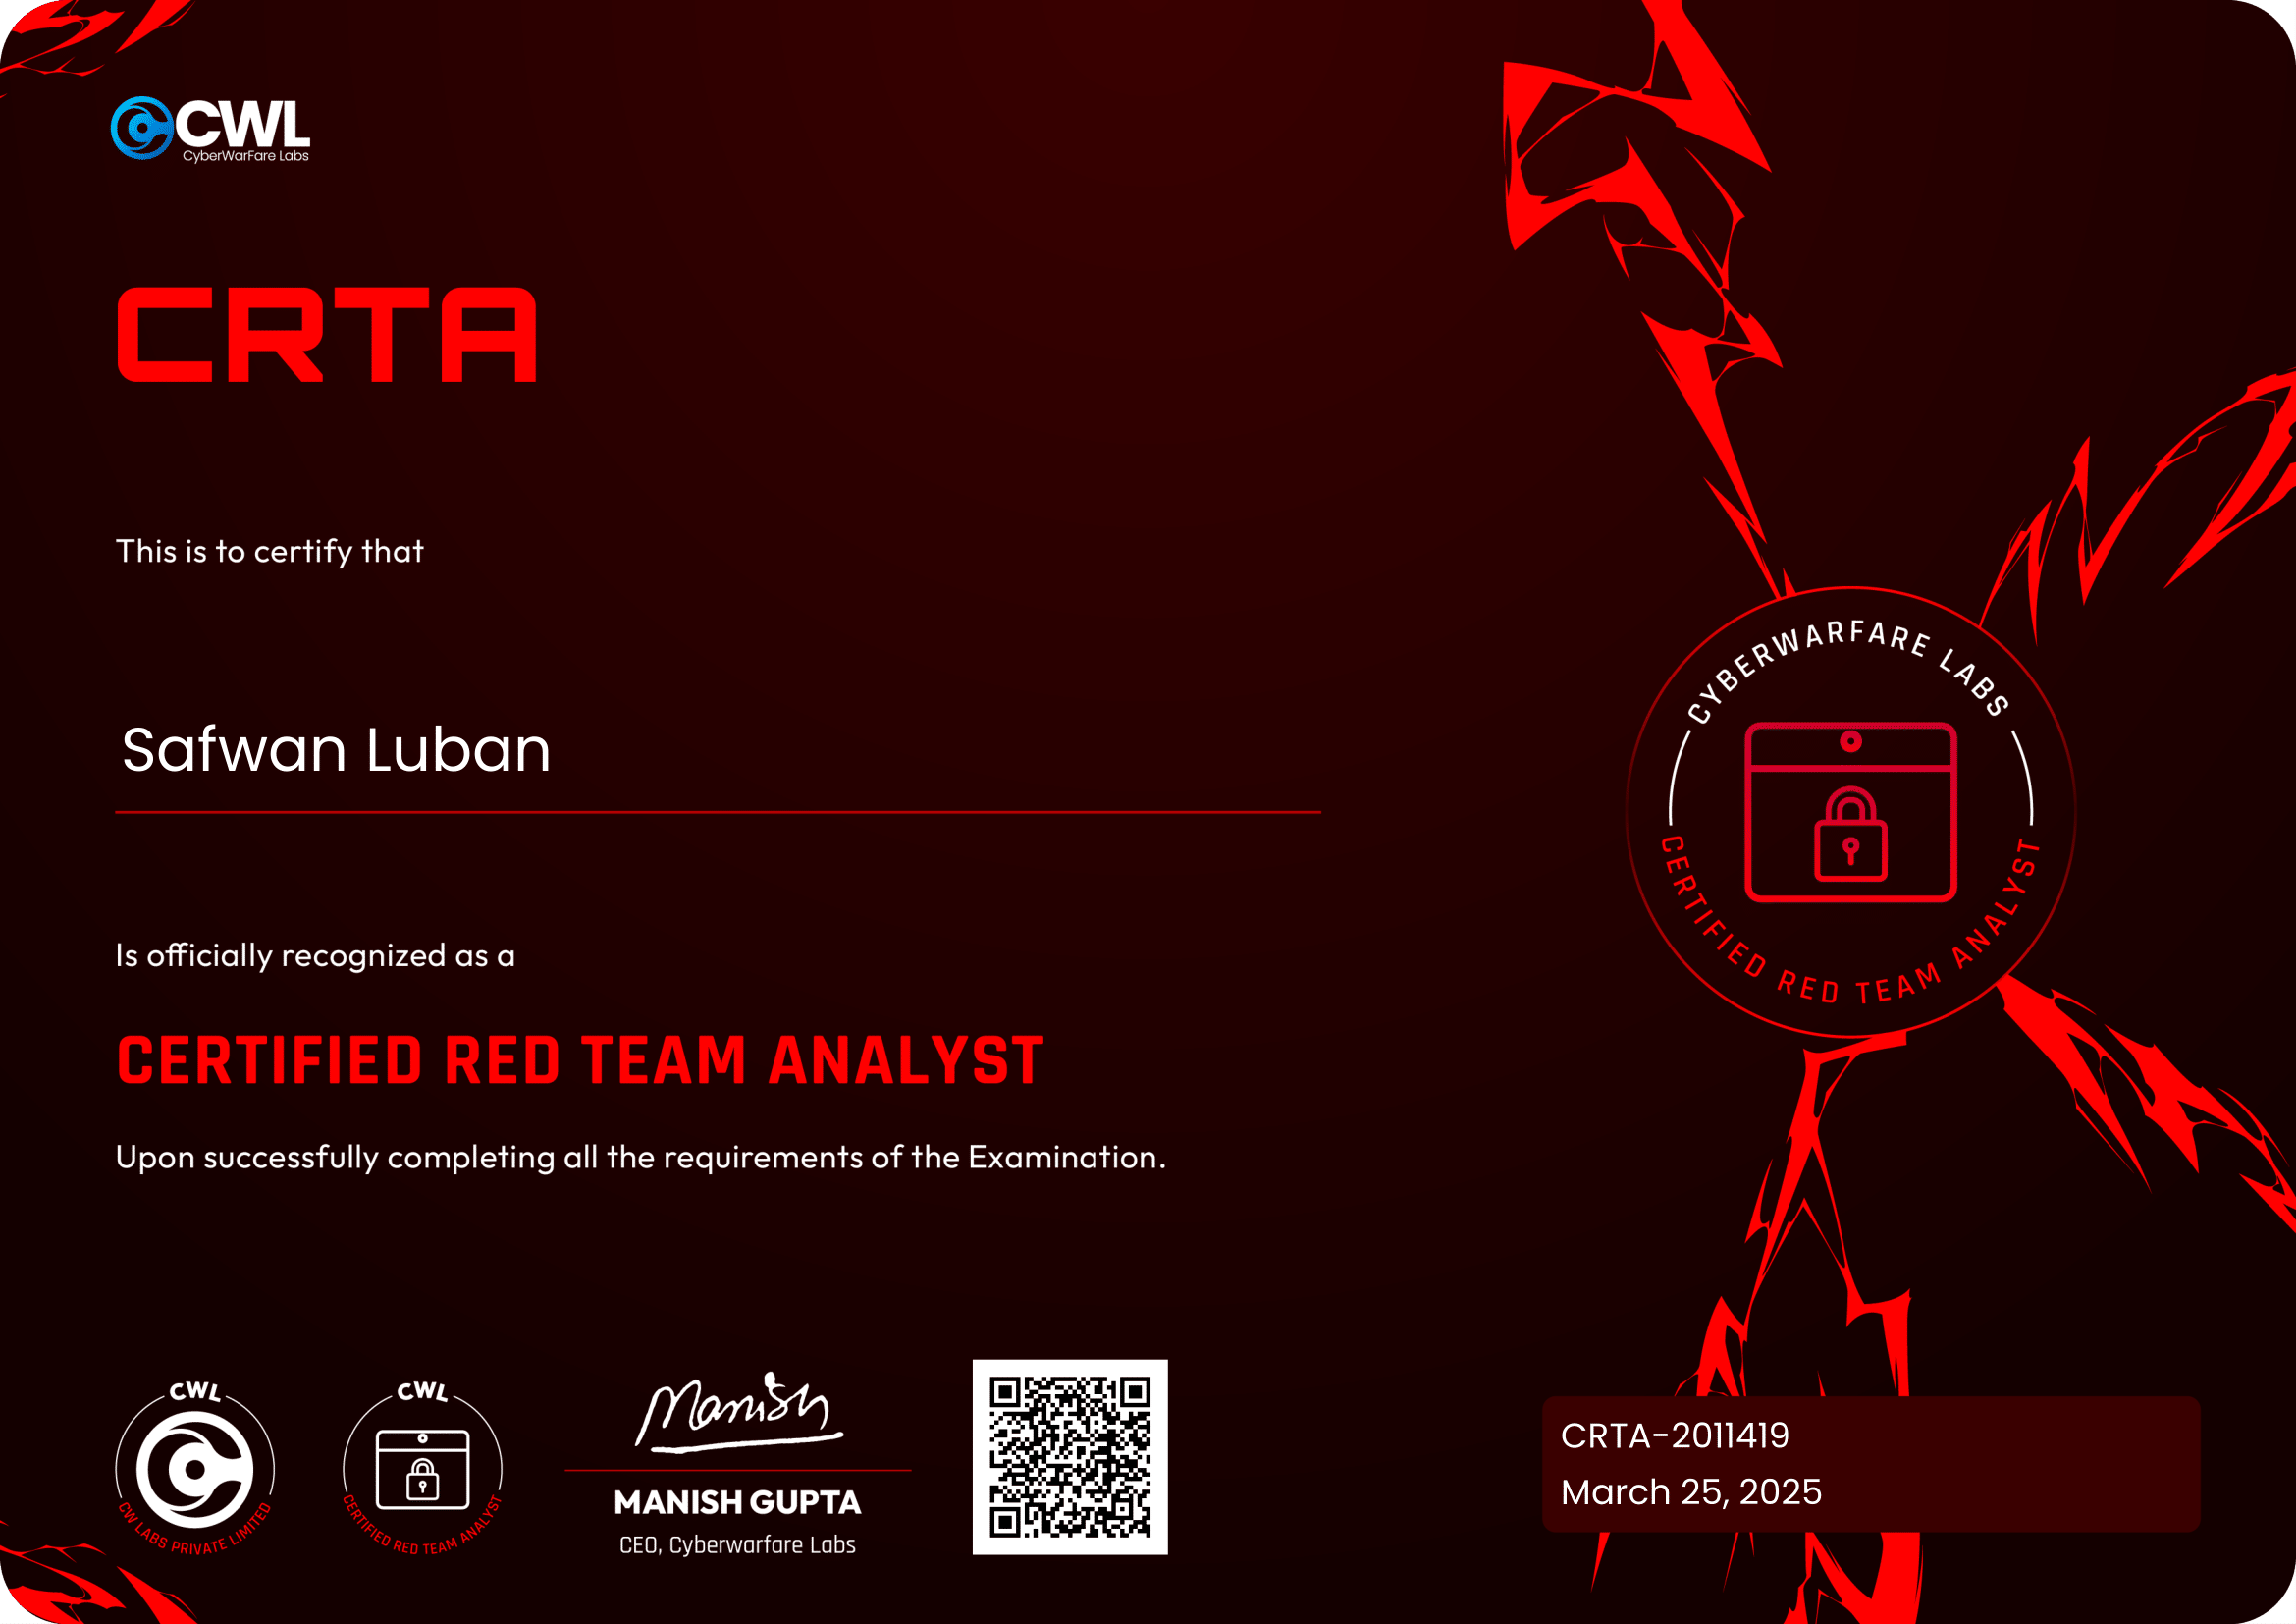 CWL
CyberWarFare Labs
CRTA
This is to certify that
Safwan Luban
Is officially recognized as a
CERTIFIED RED TEAM ANALYST
Upon successfully completing all the requirements of the Examination.
CYBERWARFARE LABS
CERTIFIED RED TEAM ANALYST
CWL
CW LABS PRIVATE LIMITED
CWL
CERTIFIED RED TEAM ANALYST
Manish
MANISH GUPTA
CEO, Cyberwarfare Labs
CRTA-2011419
March 25, 2025